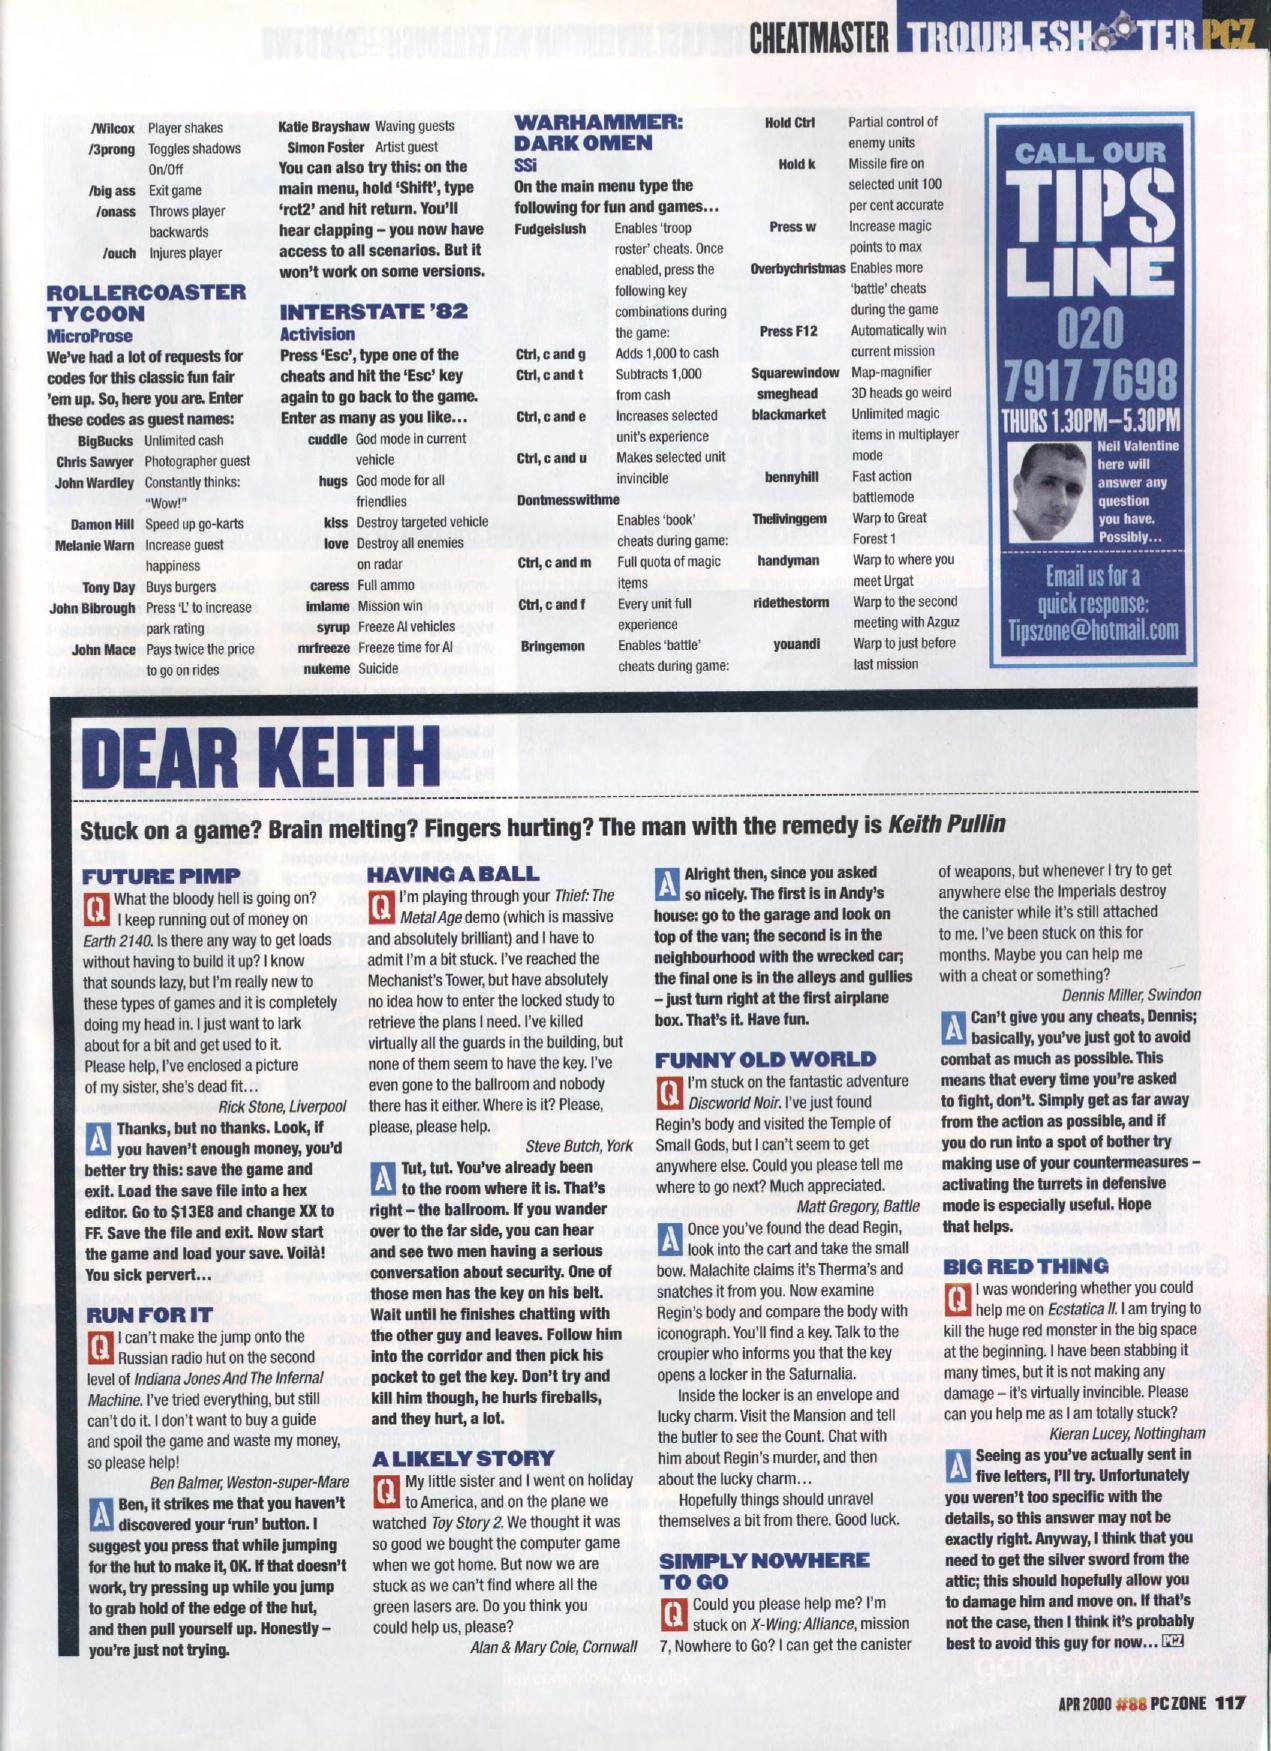 CHEATMASTER TROUBLESHOOTER PCZ
/Wilcox Player shakes
/3prong Toggles shadows
On/Off
/big ass Exit game
/onass Throws player
backwards
/ouch Injures player
ROLLERCOASTER
TYCOON
MicroProse
We've had a lot of requests for
codes for this classic fun fair
'em up. So, here you are. Enter
these codes as guest names:
BigBucks Unlimited cash
Chris Sawyer Photographer guest
John Wardley Constantly thinks:
"Wow!"
Damon Hill Speed up go-karts
Melanie Warn Increase guest
happiness
Tony Day Buys burgers
John Bibrough Press 'L' to increase
park rating
John Mace Pays twice the price
to go on rides
Katie Brayshaw Waving guests
Simon Foster Artist guest
You can also try this: on the
main menu, hold 'Shift', type
'rct2' and hit return. You'll
hear clapping – you now have
access to all scenarios. But it
won't work on some versions.
INTERSTATE '82
Activision
Press 'Esc', type one of the
cheats and hit the 'Esc' key
again to go back to the game.
Enter as many as you like...
cuddle God mode in current
vehicle
hugs God mode for all
friendlies
kiss Destroy targeted vehicle
love Destroy all enemies
on radar
caress Full ammo
imlame Mission win
syrup Freeze AI vehicles
mrfreeze Freeze time for AI
nukeme Suicide
WARHAMMER:
DARK OMEN
SSi
On the main menu type the
following for fun and games...
Fudgeislush Enables 'troop
roster' cheats. Once
enabled, press the
following key
combinations during
the game:
Ctrl, c and g Adds 1,000 to cash
Ctrl, c and t Subtracts 1,000
from cash
Ctrl, c and e Increases selected
unit's experience
Ctrl, c and u Makes selected unit
invincible
Dontmesswithme
Enables 'book'
cheats during game:
Ctrl, c and m Full quota of magic
items
Ctrl, c and f Every unit full
experience
Bringemon Enables 'battle'
cheats during game:
Hold Ctrl Partial control of
enemy units
Hold k Missile fire on
selected unit 100
per cent accurate
Press w Increase magic
points to max
Overbychristmas Enables more
'battle' cheats
during the game
Press F12 Automatically win
current mission
Squarewindow Map-magnifier
smeghead 3D heads go weird
blackmarket Unlimited magic
items in multiplayer
mode
bennyhill Fast action
battlemode
Thelivinggem Warp to Great
Forest 1
handyman Warp to where you
meet Urgat
ridethestorm Warp to the second
meeting with Azguz
youandi Warp to just before
last mission
CALL OUR
TIPS
LINE
020
7917 7698
THURS 1.30PM–5.30PM
Neil Valentine
here will
answer any
question
you have.
Possibly...
Email us for a
quick response:
Tipszone@hotmail.com
DEAR KEITH
Stuck on a game? Brain melting? Fingers hurting? The man with the remedy is Keith Pullin
FUTURE PIMP
Q What the bloody hell is going on?
I keep running out of money on
Earth 2140. Is there any way to get loads
without having to build it up? I know
that sounds lazy, but I'm really new to
these types of games and it is completely
doing my head in. I just want to lark
about for a bit and get used to it.
Please help, I've enclosed a picture
of my sister, she's dead fit...
Rick Stone, Liverpool
A Thanks, but no thanks. Look, if
you haven't enough money, you'd
better try this: save the game and
exit. Load the save file into a hex
editor. Go to $13E8 and change XX to
FF. Save the file and exit. Now start
the game and load your save. Voilà!
You sick pervert...
RUN FOR IT
Q I can't make the jump onto the
Russian radio hut on the second
level of Indiana Jones And The Infernal
Machine. I've tried everything, but still
can't do it. I don't want to buy a guide
and spoil the game and waste my money,
so please help!
Ben Balmer, Weston-super-Mare
A Ben, it strikes me that you haven't
discovered your 'run' button. I
suggest you press that while jumping
for the hut to make it, OK. If that doesn't
work, try pressing up while you jump
to grab hold of the edge of the hut,
and then pull yourself up. Honestly –
you're just not trying.
HAVING A BALL
Q I'm playing through your Thief: The
Metal Age demo (which is massive
and absolutely brilliant) and I have to
admit I'm a bit stuck. I've reached the
Mechanist's Tower, but have absolutely
no idea how to enter the locked study to
retrieve the plans I need. I've killed
virtually all the guards in the building, but
none of them seem to have the key. I've
even gone to the ballroom and nobody
there has it either. Where is it? Please,
please, please help.
Steve Butch, York
A Tut, tut. You've already been
to the room where it is. That's
right – the ballroom. If you wander
over to the far side, you can hear
and see two men having a serious
conversation about security. One of
those men has the key on his belt.
Wait until he finishes chatting with
the other guy and leaves. Follow him
into the corridor and then pick his
pocket to get the key. Don't try and
kill him though, he hurls fireballs,
and they hurt, a lot.
A LIKELY STORY
Q My little sister and I went on holiday
to America, and on the plane we
watched Toy Story 2. We thought it was
so good we bought the computer game
when we got home. But now we are
stuck as we can't find where all the
green lasers are. Do you think you
could help us, please?
Alan & Mary Cole, Cornwall
A Alright then, since you asked
so nicely. The first is in Andy's
house: go to the garage and look on
top of the van; the second is in the
neighbourhood with the wrecked car;
the final one is in the alleys and gullies
– just turn right at the first airplane
box. That's it. Have fun.
FUNNY OLD WORLD
Q I'm stuck on the fantastic adventure
Discworld Noir. I've just found
Regin's body and visited the Temple of
Small Gods, but I can't seem to get
anywhere else. Could you please tell me
where to go next? Much appreciated.
Matt Gregory, Battle
A Once you've found the dead Regin,
look into the cart and take the small
bow. Malachite claims it's Therma's and
snatches it from you. Now examine
Regin's body and compare the body with
iconograph. You'll find a key. Talk to the
croupier who informs you that the key
opens a locker in the Saturnalia.
Inside the locker is an envelope and
lucky charm. Visit the Mansion and tell
the butler to see the Count. Chat with
him about Regin's murder, and then
about the lucky charm...
Hopefully things should unravel
themselves a bit from there. Good luck.
SIMPLY NOWHERE
TO GO
Q Could you please help me? I'm
stuck on X-Wing: Alliance, mission
7, Nowhere to Go? I can get the canister
of weapons, but whenever I try to get
anywhere else the Imperials destroy
the canister while it's still attached
to me. I've been stuck on this for
months. Maybe you can help me
with a cheat or something?
Dennis Miller, Swindon
A Can't give you any cheats, Dennis;
basically, you've just got to avoid
combat as much as possible. This
means that every time you're asked
to fight, don't. Simply get as far away
from the action as possible, and if
you do run into a spot of bother try
making use of your countermeasures –
activating the turrets in defensive
mode is especially useful. Hope
that helps.
BIG RED THING
Q I was wondering whether you could
help me on Ecstatica II. I am trying to
kill the huge red monster in the big space
at the beginning. I have been stabbing it
many times, but it is not making any
damage – it's virtually invincible. Please
can you help me as I am totally stuck?
Kieran Lucey, Nottingham
A Seeing as you've actually sent in
five letters, I'll try. Unfortunately
you weren't too specific with the
details, so this answer may not be
exactly right. Anyway, I think that you
need to get the silver sword from the
attic; this should hopefully allow you
to damage him and move on. If that's
not the case, then I think it's probably
best to avoid this guy for now... PCZ
APR 2000 #88 PC ZONE 117